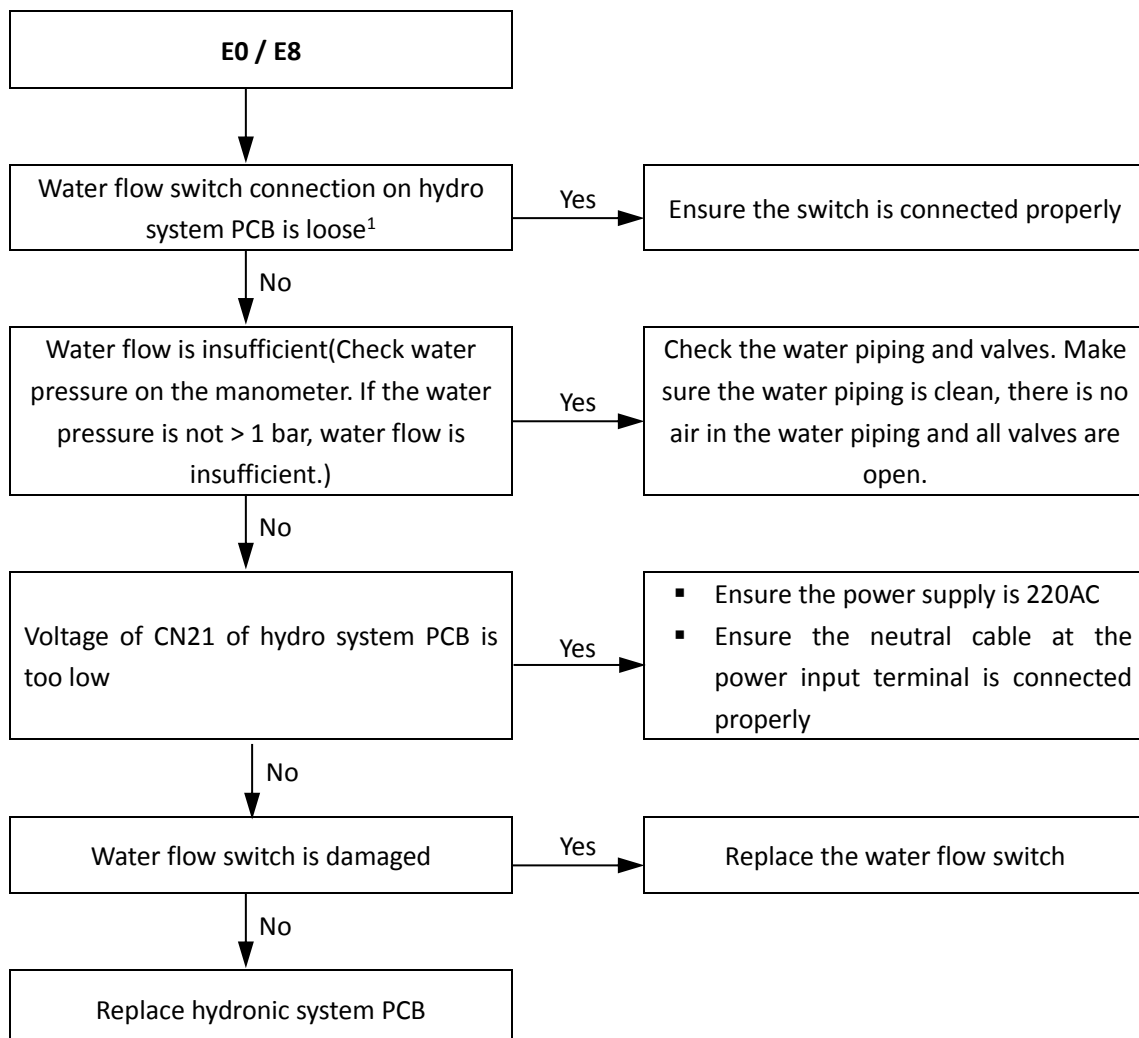 E0 / E8
Water flow switch connection on hydro
system PCB is loose¹
Yes
Ensure the switch is connected properly
No
Water flow is insufficient(Check water
pressure on the manometer. If the water
pressure is not > 1 bar, water flow is
insufficient.)
Yes
Check the water piping and valves. Make
sure the water piping is clean, there is no
air in the water piping and all valves are
open.
No
Voltage of CN21 of hydro system PCB is
too low
Yes
▪ Ensure the power supply is 220AC
▪ Ensure the neutral cable at the
power input terminal is connected
properly
No
Water flow switch is damaged
Yes
Replace the water flow switch
No
Replace hydronic system PCB